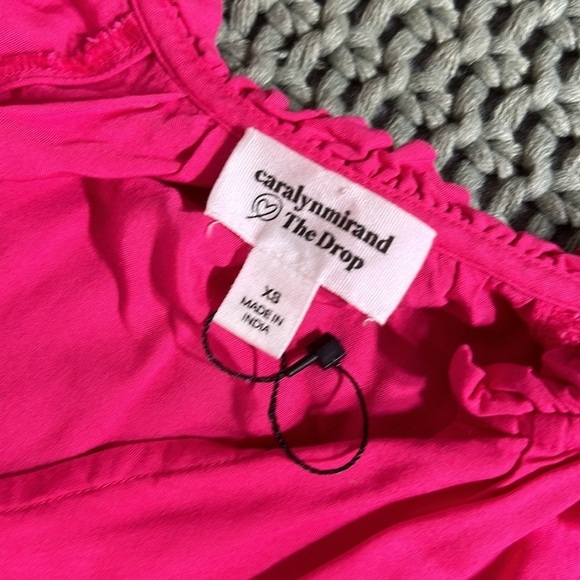 caralynmirand
The Drop
XS
MADE IN
INDIA